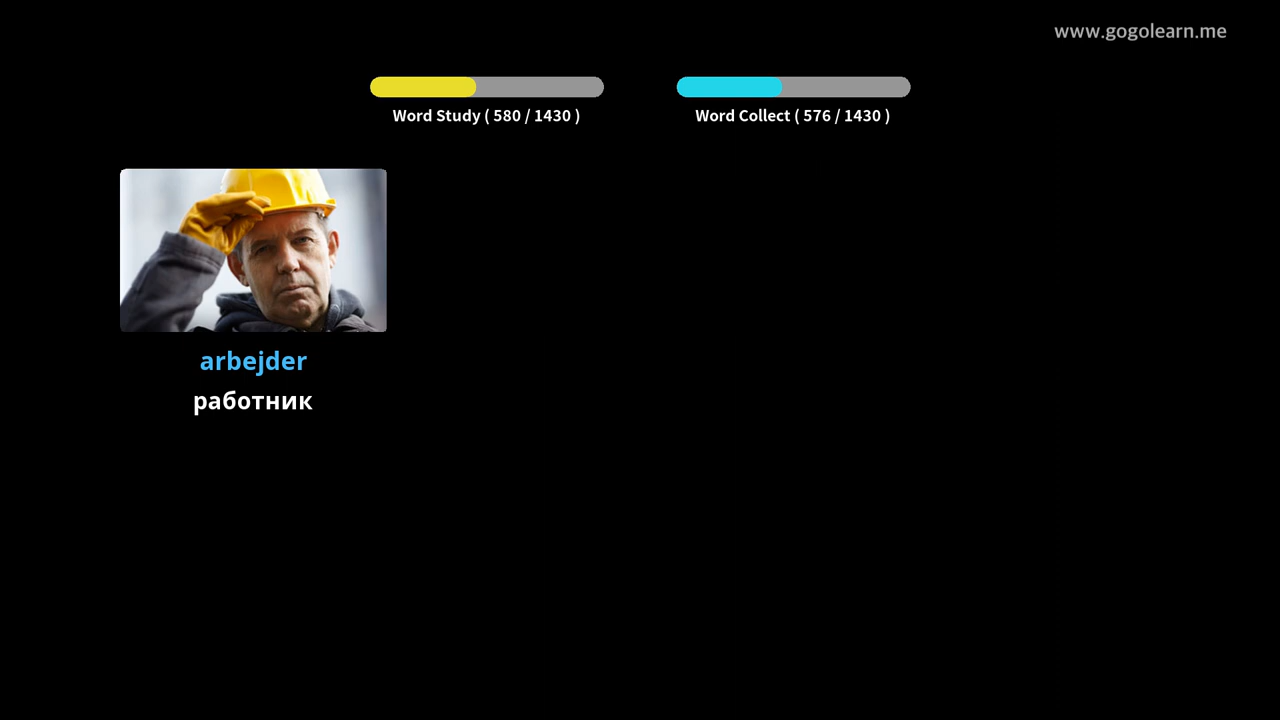 www.gogolearn.me
Word Study ( 580 / 1430 )
Word Collect ( 576 / 1430 )
arbejder
работник